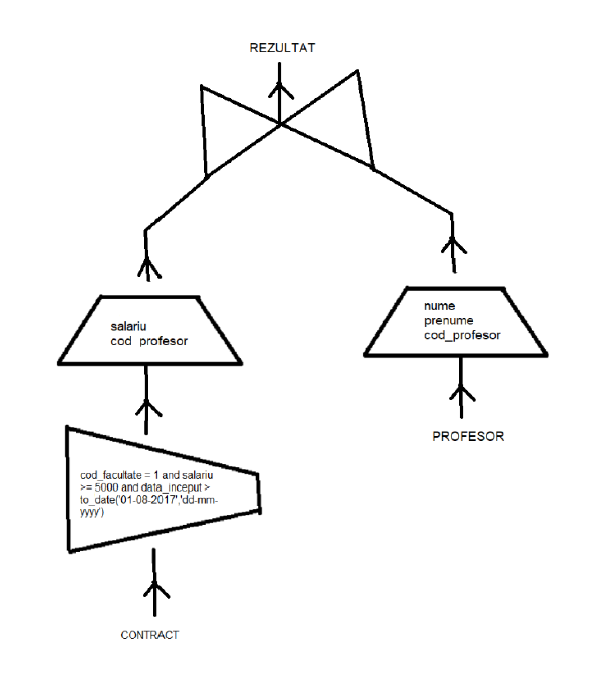 REZULTAT
salariu
cod_profesor
nume
prenume
cod_profesor
PROFESOR
cod_facultate = 1 and salariu
>= 5000 and data_inceput >
to_date('01-08-2017','dd-mm-
yyyy')
CONTRACT